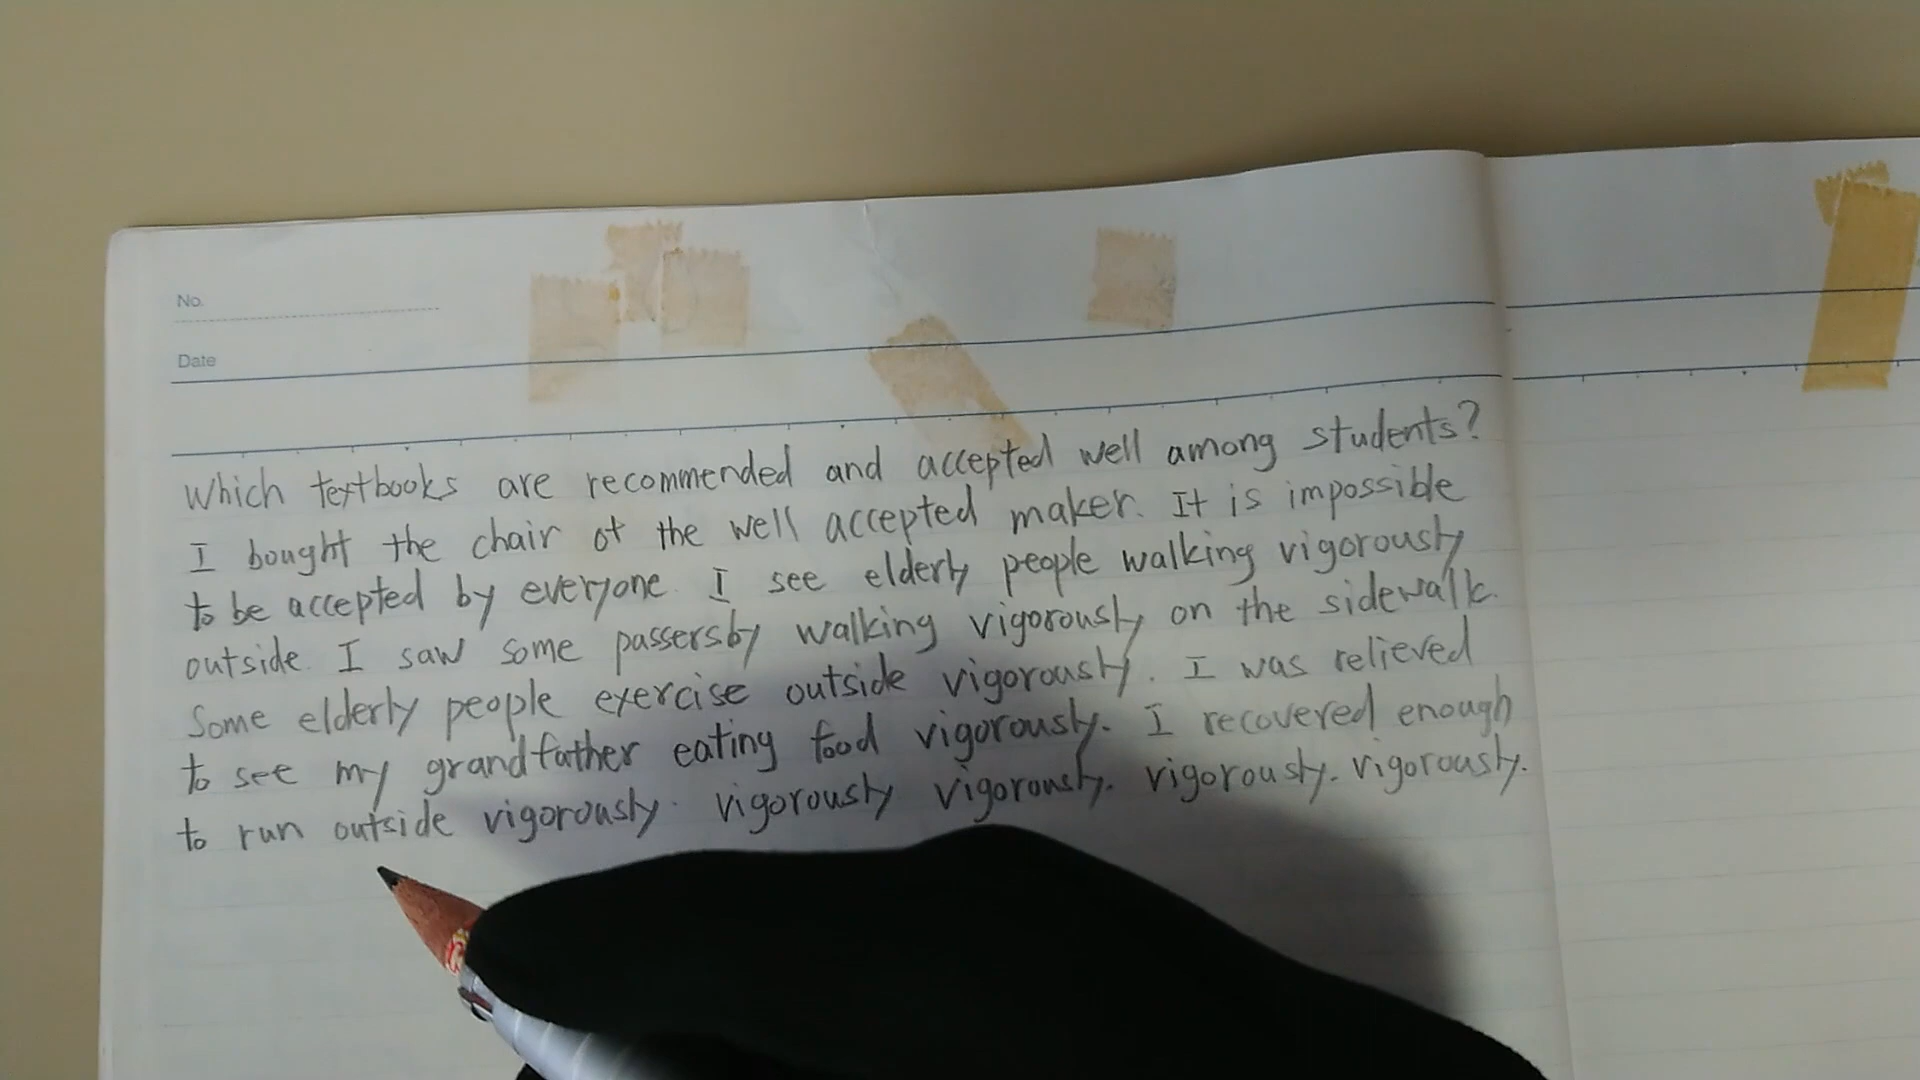 No.
Date
Which textbooks are recommended and accepted well among students?
I bought the chair of the well accepted maker. It is impossible
to be accepted by everyone. I see elderly people walking vigorously
outside. I saw some passersby walking vigorously on the sidewalk.
Some elderly people exercise outside vigorously. I was relieved
to see my grandfather eating food vigorously. I recovered enough
to run outside vigorously. vigorously vigorously. vigorously. vigorously.